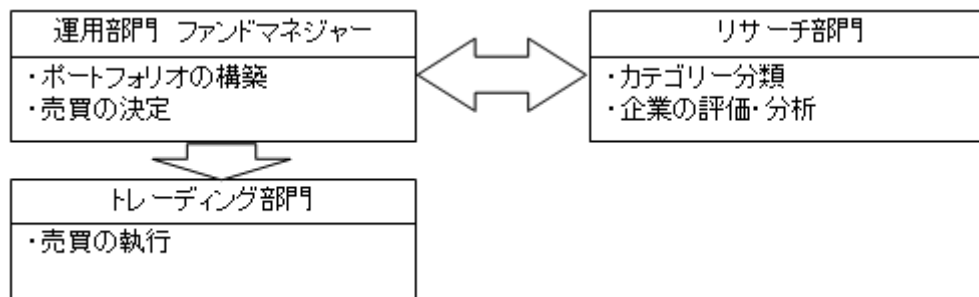 運用部門 ファンドマネジャー
・ポートフォリオの構築
・売買の決定
リサーチ部門
・カテゴリー分類
・企業の評価・分析
トレーディング部門
・売買の執行